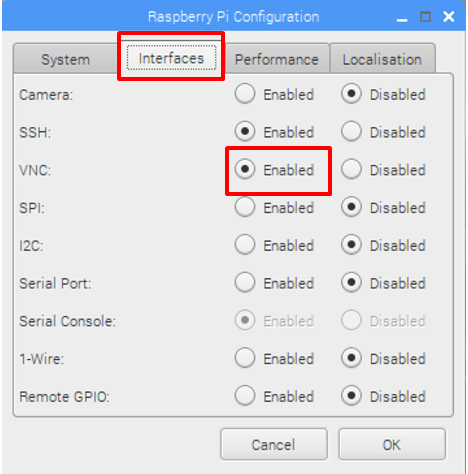 Raspberry Pi Configuration
System Interfaces Performance Localisation
Camera: Enabled Disabled
SSH: Enabled Disabled
VNC: Enabled Disabled
SPI: Enabled Disabled
I2C: Enabled Disabled
Serial Port: Enabled Disabled
Serial Console: Enabled Disabled
1-Wire: Enabled Disabled
Remote GPIO: Enabled Disabled
Cancel OK